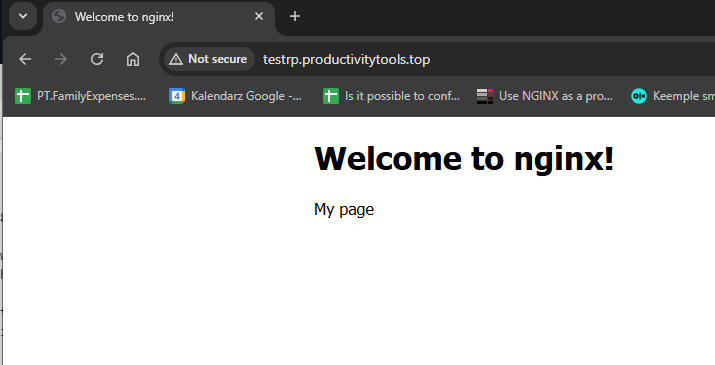 Welcome to nginx!
Not secure
testrp.productivitytools.top
PT.FamilyExpenses....
4
Kalendarz Google -...
Is it possible to conf...
Use NGINX as a pro...
Keemple sm
Welcome to nginx!
My page